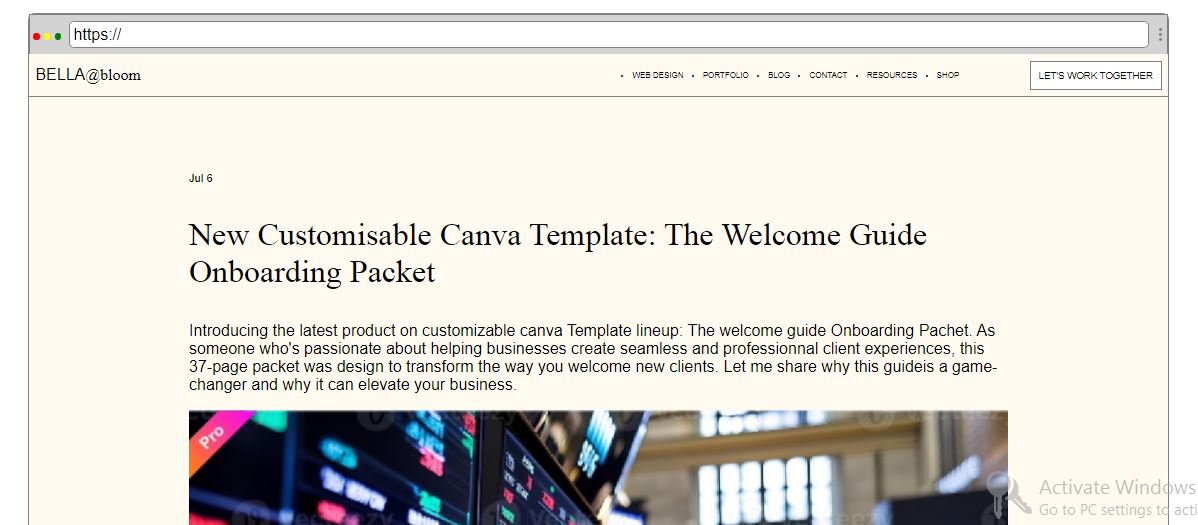 https://
BELLA@bloom
• WEB DESIGN • PORTFOLIO • BLOG • CONTACT • RESOURCES • SHOP
LET'S WORK TOGETHER
Jul 6
New Customisable Canva Template: The Welcome Guide
Onboarding Packet
Introducing the latest product on customizable canva Template lineup: The welcome guide Onboarding Pachet. As
someone who's passionate about helping businesses create seamless and professionnal client experiences, this
37-page packet was design to transform the way you welcome new clients. Let me share why this guideis a game-
changer and why it can elevate your business.
Pro
Activate Windows
Go to PC settings to acti